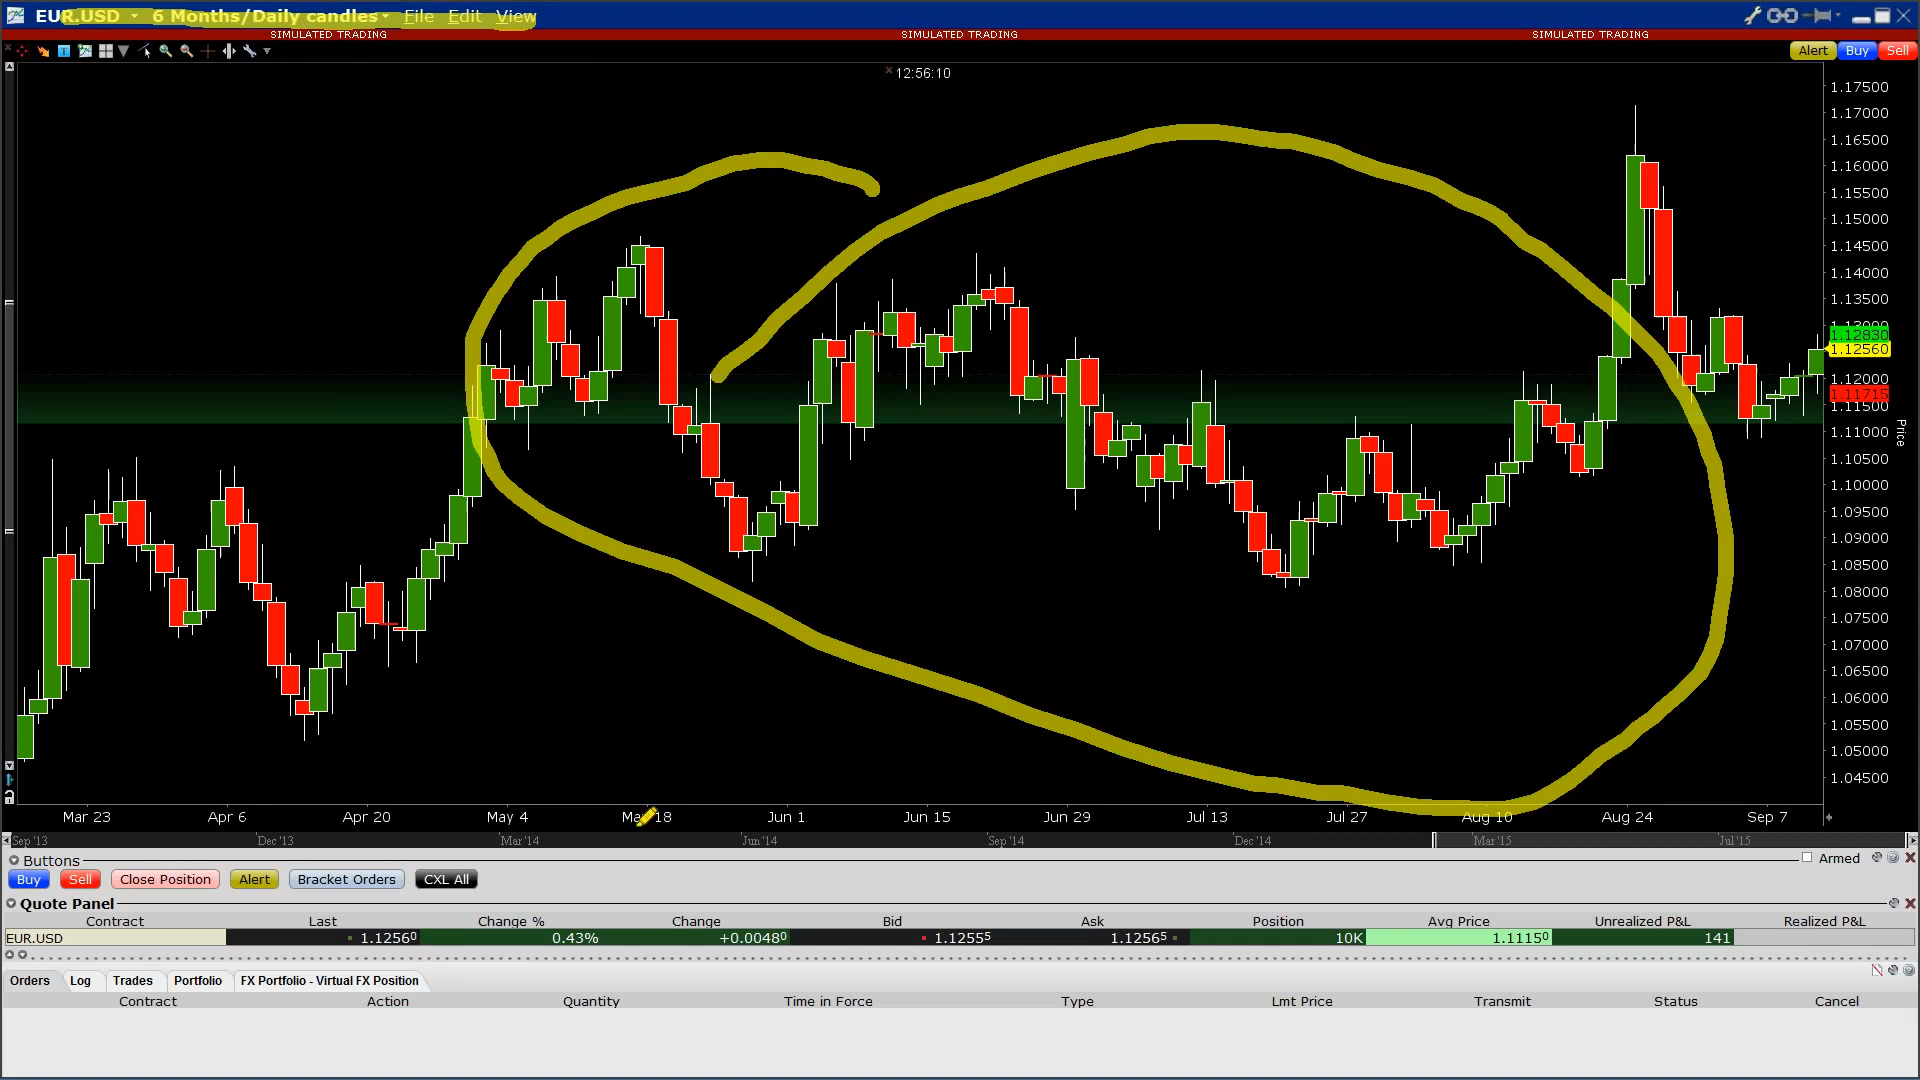 EUR.USD 6 Months/Daily candles File Edit View
SIMULATED TRADING SIMULATED TRADING SIMULATED TRADING
Alert Buy Sell
12:56:10
1.17500
1.17000
1.16500
1.16000
1.15500
1.15000
1.14500
1.14000
1.13500
1.13000
1.12830
1.12560
1.12000
1.11715
1.11500
1.11000
Price
1.10500
1.10000
1.09500
1.09000
1.08500
1.08000
1.07500
1.07000
1.06500
1.06000
1.05500
1.05000
1.04500
Mar 23 Apr 6 Apr 20 May 4 May 18 Jun 1 Jun 15 Jun 29 Jul 13 Jul 27 Aug 10 Aug 24 Sep 7
Sep '13 Dec '13 Mar '14 Jun '14 Sep '14 Dec '14 Mar '15 Jul '15
Buttons Armed
Buy Sell Close Position Alert Bracket Orders CXL All
Quote Panel
Contract Last Change % Change Bid Ask Position Avg Price Unrealized P&L Realized P&L
EUR.USD 1.12560 0.43% +0.00480 1.12555 1.12565 10K 1.11150 141
Orders Log Trades Portfolio FX Portfolio - Virtual FX Position
Contract Action Quantity Time in Force Type Lmt Price Transmit Status Cancel